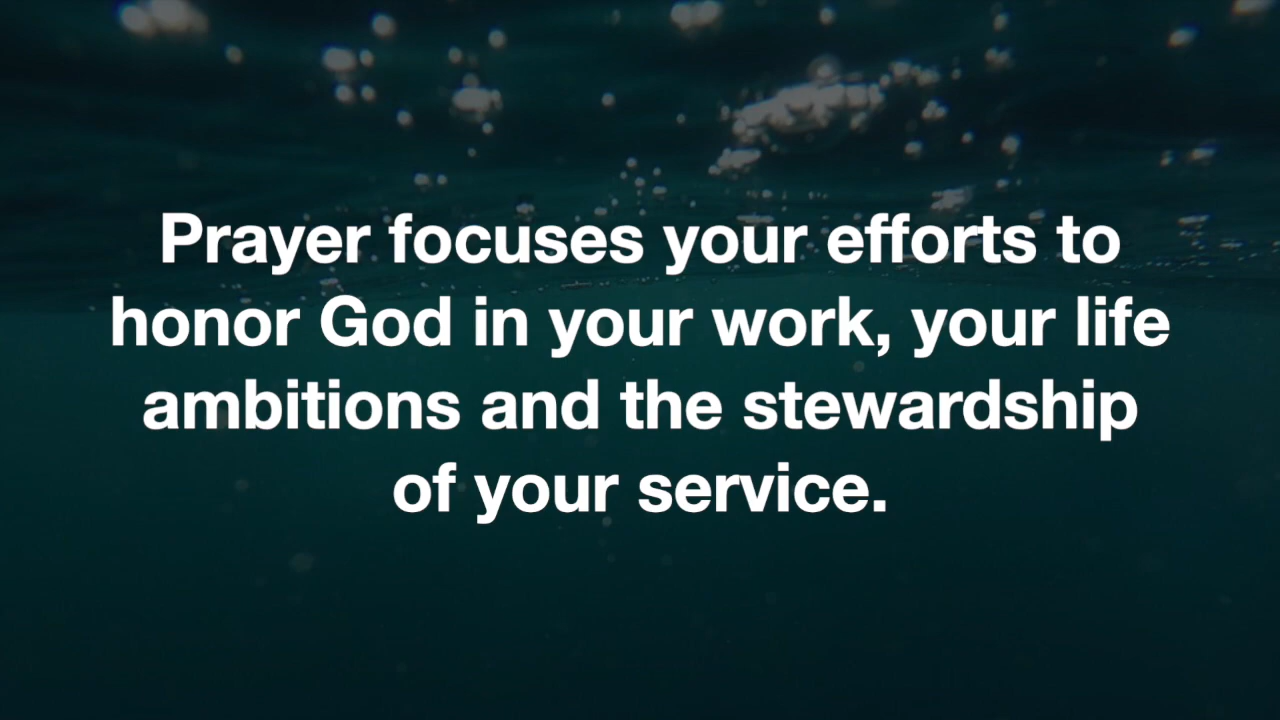 Prayer focuses your efforts to
honor God in your work, your life
ambitions and the stewardship
of your service.